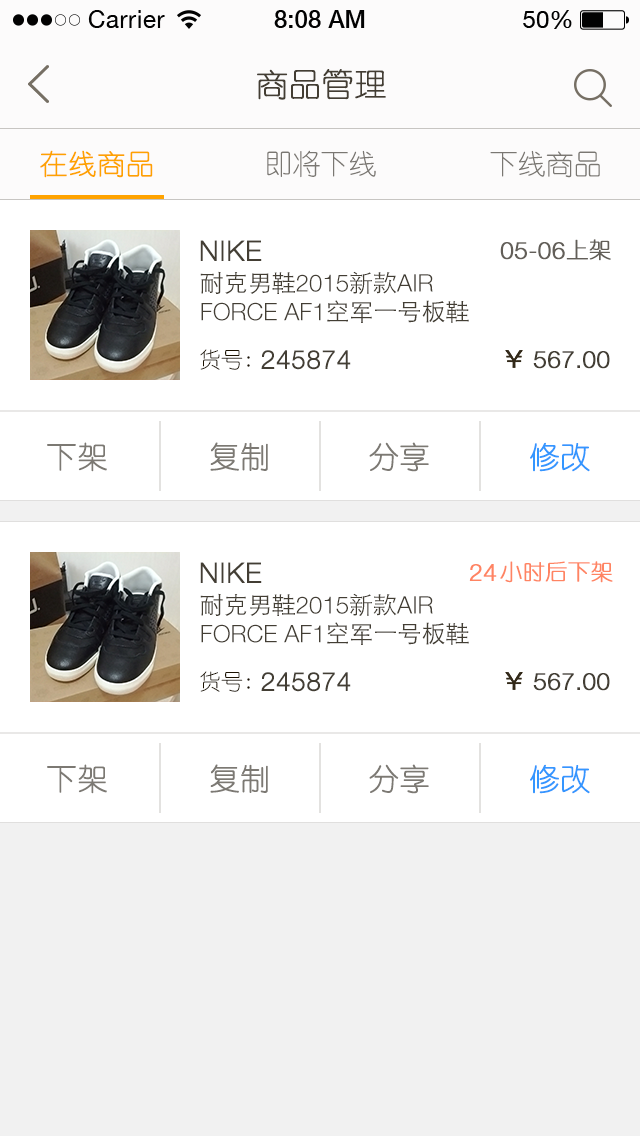 Carrier 8:08 AM 50%
商品管理
在线商品 即将下线 下线商品
NIKE 05-06上架
耐克男鞋2015新款AIR
FORCE AF1空军一号板鞋
货号：245874 ¥ 567.00
下架 复制 分享 修改
NIKE 24小时后下架
耐克男鞋2015新款AIR
FORCE AF1空军一号板鞋
货号：245874 ¥ 567.00
下架 复制 分享 修改